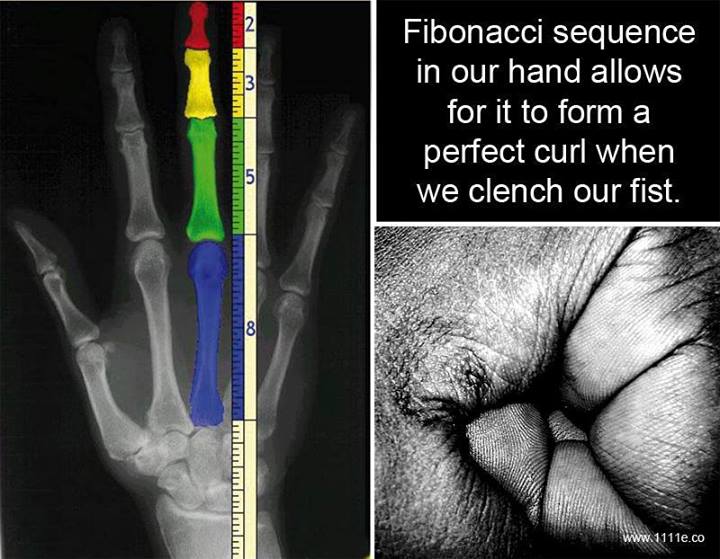 2
3
5
8
Fibonacci sequence
in our hand allows
for it to form a
perfect curl when
we clench our fist.
www.1111e.co